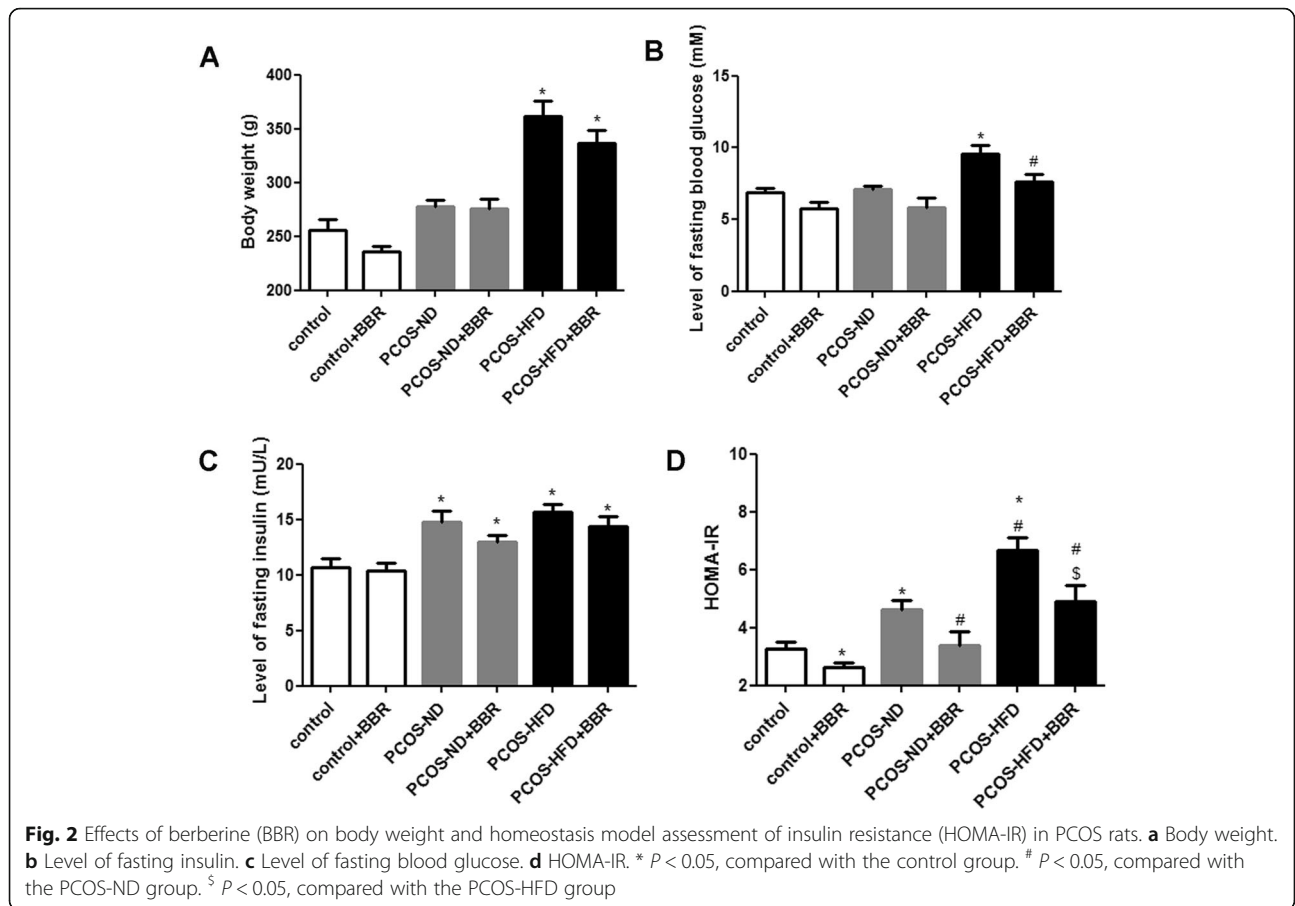 A
Body weight (g)
400
350
300
250
200
*
*
control
control+BBR
PCOS-ND
PCOS-ND+BBR
PCOS-HFD
PCOS-HFD+BBR
B
Level of fasting blood glucose (mM)
15
10
5
0
*
#
control
control+BBR
PCOS-ND
PCOS-ND+BBR
PCOS-HFD
PCOS-HFD+BBR
C
Level of fasting insulin (mU/L)
20
15
10
5
0
*
*
*
*
control
control+BBR
PCOS-ND
PCOS-ND+BBR
PCOS-HFD
PCOS-HFD+BBR
D
HOMA-IR
10
8
6
4
2
*
*
#
*
#
#
$
control
control+BBR
PCOS-ND
PCOS-ND+BBR
PCOS-HFD
PCOS-HFD+BBR
Fig. 2 Effects of berberine (BBR) on body weight and homeostasis model assessment of insulin resistance (HOMA-IR) in PCOS rats. a Body weight.
b Level of fasting insulin. c Level of fasting blood glucose. d HOMA-IR. * P < 0.05, compared with the control group. # P < 0.05, compared with
the PCOS-ND group. $ P < 0.05, compared with the PCOS-HFD group